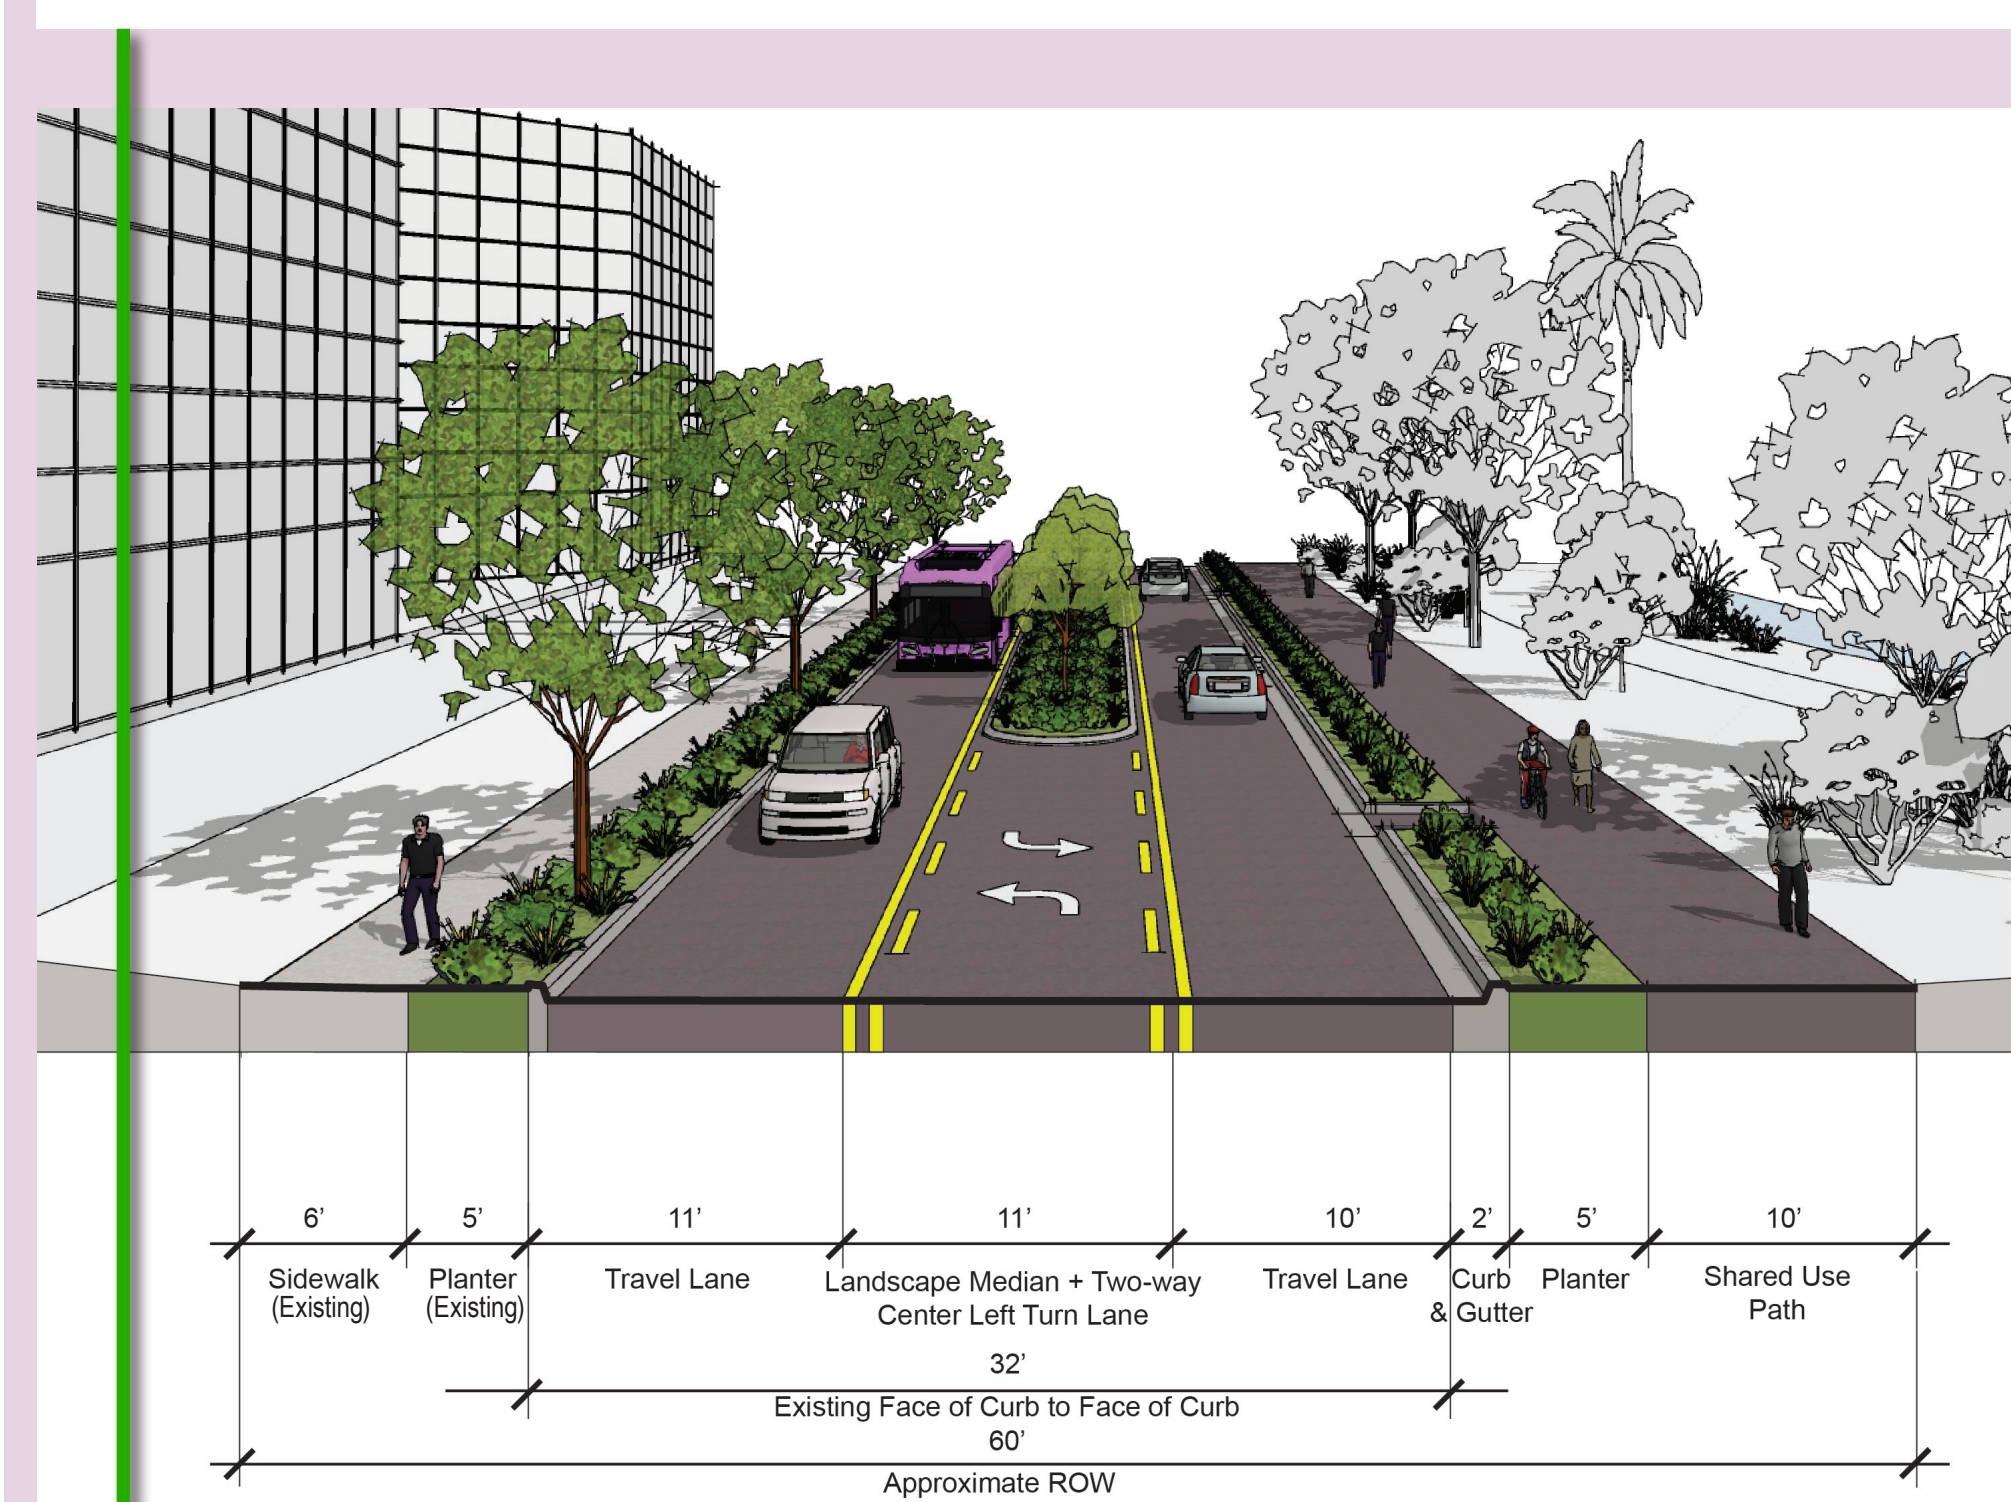 6’ 5’ 11’ 11’ 10’ 2’ 5’ 10’
Sidewalk
(Existing)
Planter
(Existing)
Travel Lane
Landscape Median + Two-way
Center Left Turn Lane
Travel Lane
Curb
& Gutter
Planter
Shared Use
Path
32’
Existing Face of Curb to Face of Curb
60’
Approximate ROW